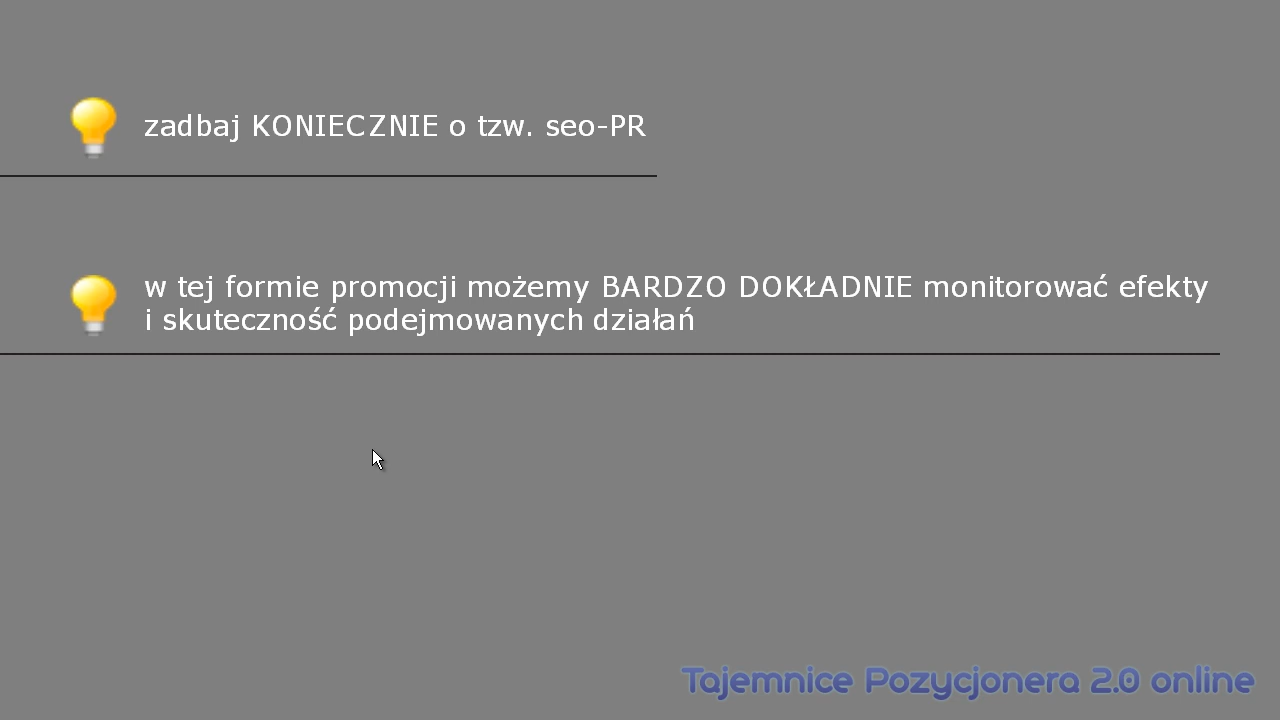 zadbaj KONIECZNIE o tzw. seo-PR
w tej formie promocji możemy BARDZO DOKŁADNIE monitorować efekty
i skuteczność podejmowanych działań
Tajemnice Pozycjonera 2.0 online